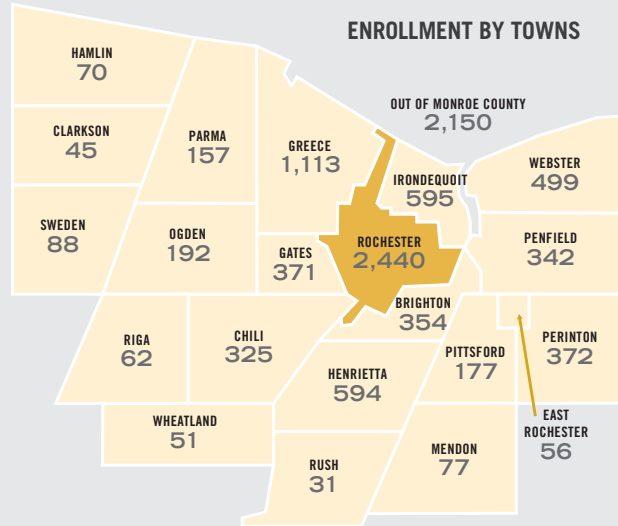 ENROLLMENT BY TOWNS
HAMLIN
70
OUT OF MONROE COUNTY
2,150
CLARKSON
45
PARMA
157
GREECE
1,113
IRONDEQUOIT
595
WEBSTER
499
SWEDEN
88
OGDEN
192
GATES
371
ROCHESTER
2,440
PENFIELD
342
BRIGHTON
354
RIGA
62
CHILI
325
HENRIETTA
594
PITTSFORD
177
PERINTON
372
WHEATLAND
51
EAST
ROCHESTER
56
RUSH
31
MENDON
77